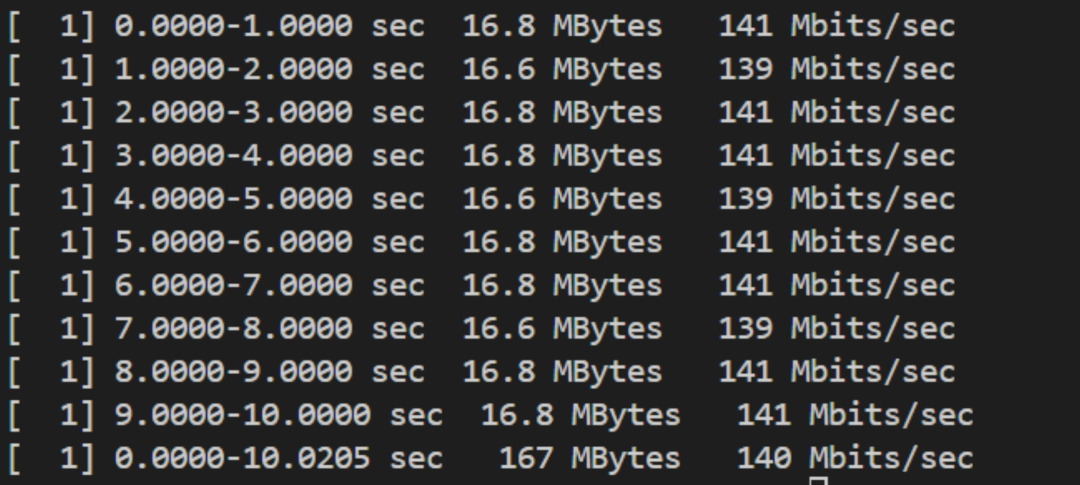 [  1] 0.0000-1.0000 sec  16.8 MBytes   141 Mbits/sec
[  1] 1.0000-2.0000 sec  16.6 MBytes   139 Mbits/sec
[  1] 2.0000-3.0000 sec  16.8 MBytes   141 Mbits/sec
[  1] 3.0000-4.0000 sec  16.8 MBytes   141 Mbits/sec
[  1] 4.0000-5.0000 sec  16.6 MBytes   139 Mbits/sec
[  1] 5.0000-6.0000 sec  16.8 MBytes   141 Mbits/sec
[  1] 6.0000-7.0000 sec  16.8 MBytes   141 Mbits/sec
[  1] 7.0000-8.0000 sec  16.6 MBytes   139 Mbits/sec
[  1] 8.0000-9.0000 sec  16.8 MBytes   141 Mbits/sec
[  1] 9.0000-10.0000 sec  16.8 MBytes   141 Mbits/sec
[  1] 0.0000-10.0205 sec   167 MBytes   140 Mbits/sec